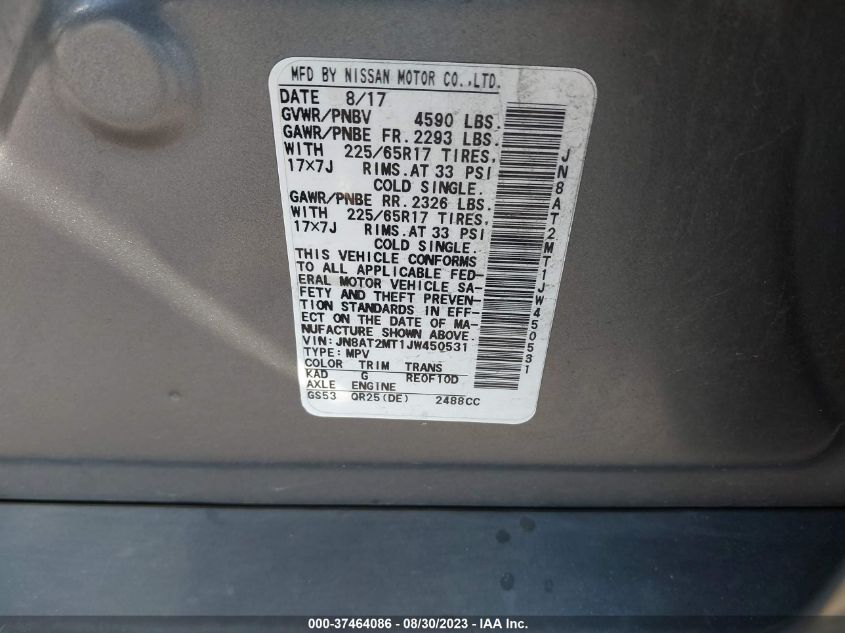 MFD BY NISSAN MOTOR CO.,LTD.
DATE 8/17
GVWR/PNBV 4590 LBS.
GAWR/PNBE FR. 2293 LBS.
WITH 225/65R17 TIRES,
17×7J RIMS.AT 33 PSI
COLD SINGLE.
GAWR/PNBE RR. 2326 LBS.
WITH 225/65R17 TIRES,
17×7J RIMS.AT 33 PSI
COLD SINGLE.
THIS VEHICLE CONFORMS
TO ALL APPLICABLE FED-
ERAL MOTOR VEHICLE SA-
FETY AND THEFT PREVEN-
TION STANDARDS IN EFF-
ECT ON THE DATE OF MA-
NUFACTURE SHOWN ABOVE.
VIN: JN8AT2MT1JW450531
TYPE: MPV
COLOR TRIM TRANS
KAD G RE0F10D
AXLE ENGINE
GS53 QR25(DE) 2488CC
JN8AT2MT1JW450531
000-37464086 - 08/30/2023 - IAA Inc.